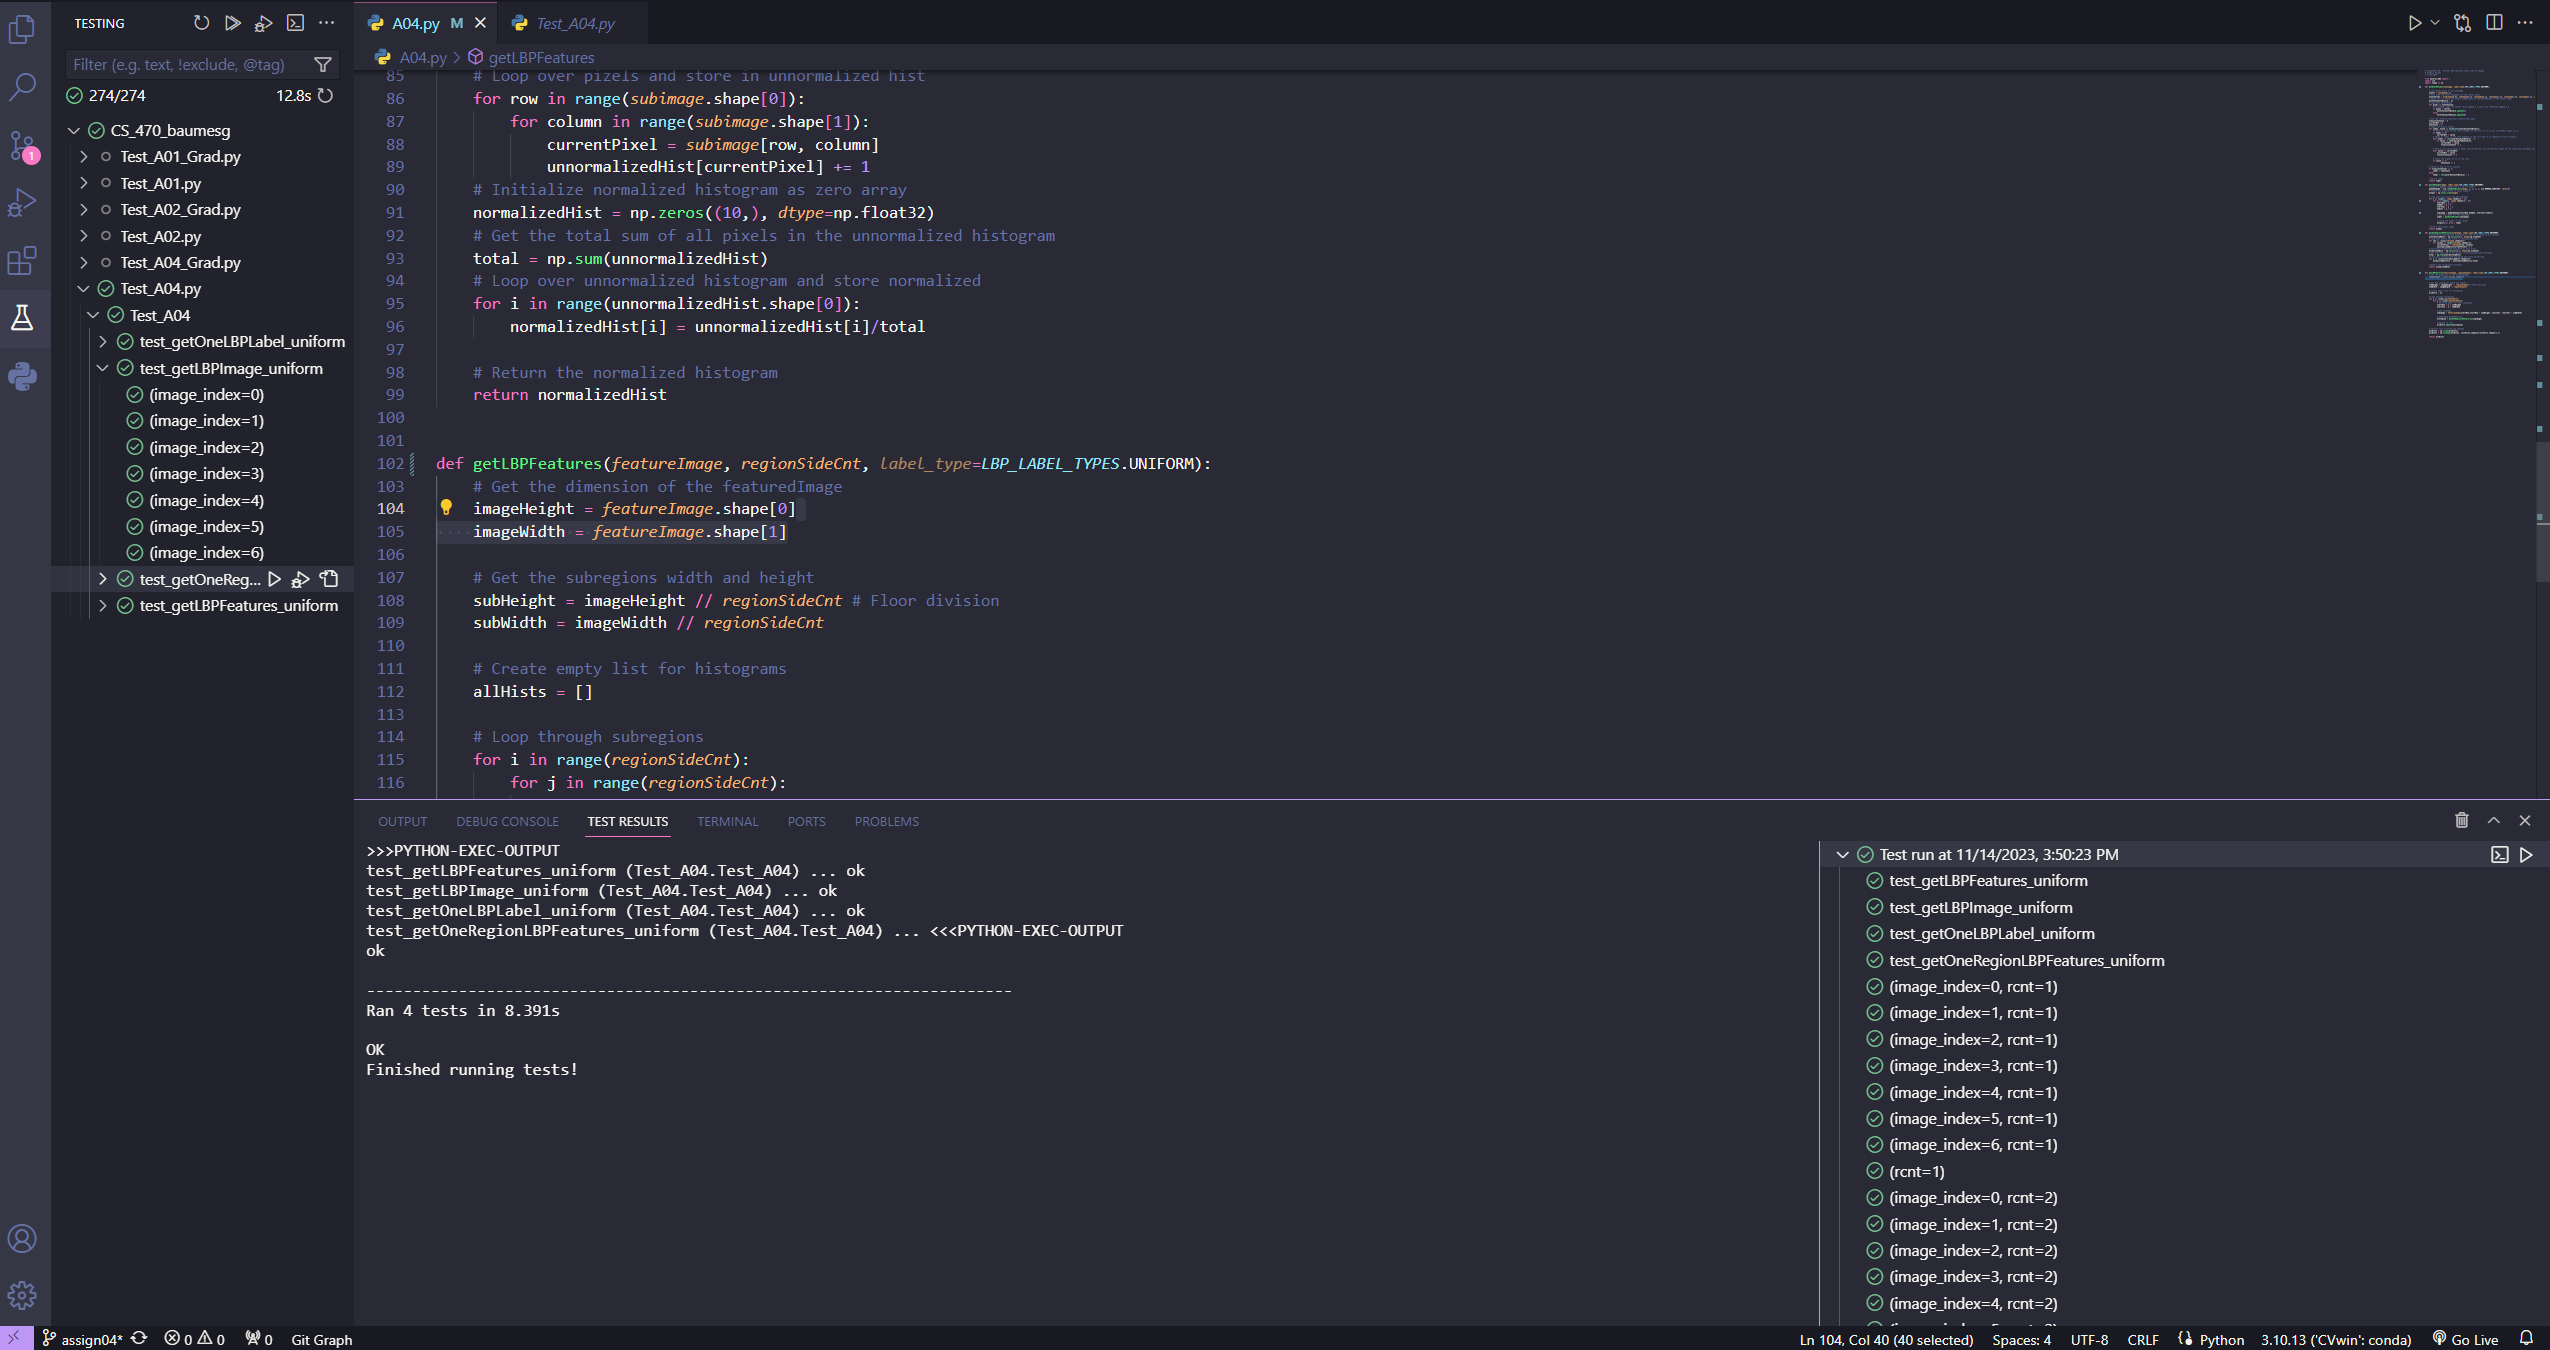 TESTING
Filter (e.g. text, !exclude, @tag)
274/274 12.8s
CS_470_baumesg
Test_A01_Grad.py
Test_A01.py
Test_A02_Grad.py
Test_A02.py
Test_A04_Grad.py
Test_A04.py
Test_A04
test_getOneLBPLabel_uniform
test_getLBPImage_uniform
(image_index=0)
(image_index=1)
(image_index=2)
(image_index=3)
(image_index=4)
(image_index=5)
(image_index=6)
test_getOneReg...
test_getLBPFeatures_uniform
1
A04.py M
Test_A04.py
A04.py > getLBPFeatures
85 # Loop over pizels and store in unnormalized hist
86 for row in range(subimage.shape[0]):
87 for column in range(subimage.shape[1]):
88 currentPixel = subimage[row, column]
89 unnormalizedHist[currentPixel] += 1
90 # Initialize normalized histogram as zero array
91 normalizedHist = np.zeros((10,), dtype=np.float32)
92 # Get the total sum of all pixels in the unnormalized histogram
93 total = np.sum(unnormalizedHist)
94 # Loop over unnormalized histogram and store normalized
95 for i in range(unnormalizedHist.shape[0]):
96 normalizedHist[i] = unnormalizedHist[i]/total
97
98 # Return the normalized histogram
99 return normalizedHist
100
101
102 def getLBPFeatures(featureImage, regionSideCnt, label_type=LBP_LABEL_TYPES.UNIFORM):
103 # Get the dimension of the featuredImage
104 imageHeight = featureImage.shape[0]
105 imageWidth = featureImage.shape[1]
106
107 # Get the subregions width and height
108 subHeight = imageHeight // regionSideCnt # Floor division
109 subWidth = imageWidth // regionSideCnt
110
111 # Create empty list for histograms
112 allHists = []
113
114 # Loop through subregions
115 for i in range(regionSideCnt):
116 for j in range(regionSideCnt):
OUTPUT DEBUG CONSOLE TEST RESULTS TERMINAL PORTS PROBLEMS
>>>PYTHON-EXEC-OUTPUT
test_getLBPFeatures_uniform (Test_A04.Test_A04) ... ok
test_getLBPImage_uniform (Test_A04.Test_A04) ... ok
test_getOneLBPLabel_uniform (Test_A04.Test_A04) ... ok
test_getOneRegionLBPFeatures_uniform (Test_A04.Test_A04) ... <<<PYTHON-EXEC-OUTPUT
ok
----------------------------------------------------------------------
Ran 4 tests in 8.391s
OK
Finished running tests!
Test run at 11/14/2023, 3:50:23 PM
test_getLBPFeatures_uniform
test_getLBPImage_uniform
test_getOneLBPLabel_uniform
test_getOneRegionLBPFeatures_uniform
(image_index=0, rcnt=1)
(image_index=1, rcnt=1)
(image_index=2, rcnt=1)
(image_index=3, rcnt=1)
(image_index=4, rcnt=1)
(image_index=5, rcnt=1)
(image_index=6, rcnt=1)
(rcnt=1)
(image_index=0, rcnt=2)
(image_index=1, rcnt=2)
(image_index=2, rcnt=2)
(image_index=3, rcnt=2)
(image_index=4, rcnt=2)
assign04* 0 0 0 Git Graph
Ln 104, Col 40 (40 selected) Spaces: 4 UTF-8 CRLF Python 3.10.13 ('CVwin': conda) Go Live